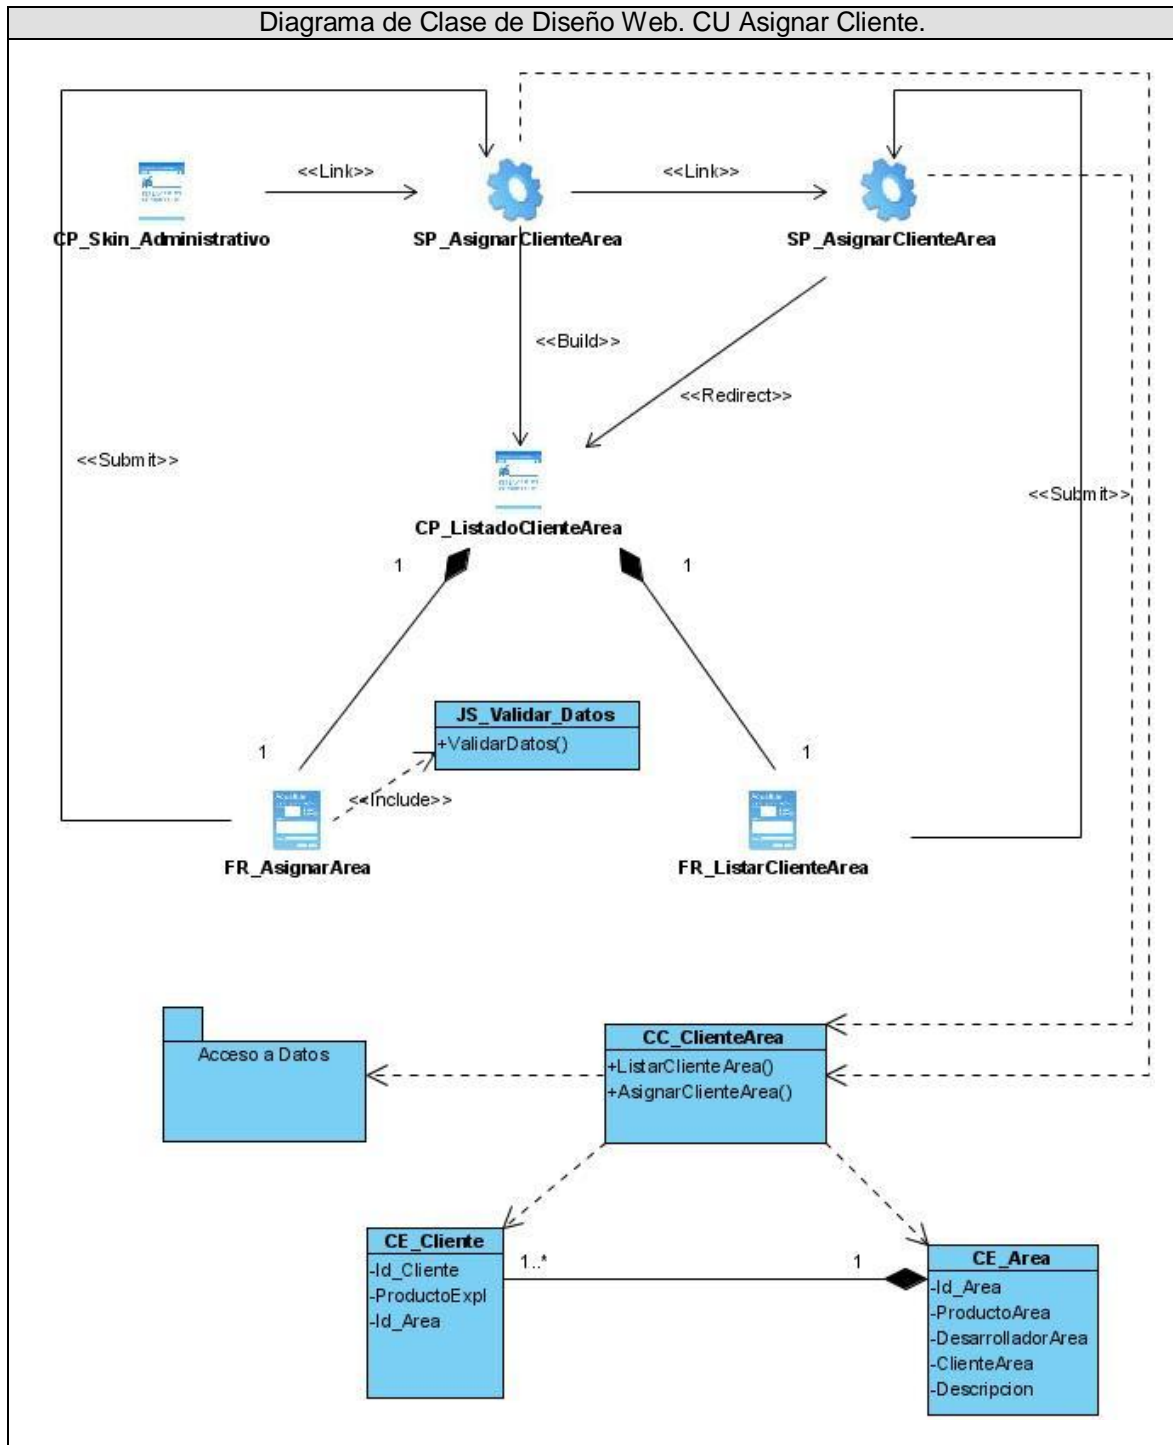 Diagrama de Clase de Diseño Web. CU Asignar Cliente.
<<Link>>
<<Link>>
CP_Skin_Administrativo
SP_AsignarClienteArea
SP_AsignarClienteArea
<<Build>>
<<Redirect>>
<<Submit>>
<<Submit>>
CP_ListadoClienteArea
1
1
JS_Validar_Datos
+ValidarDatos()
1
1
<<Include>>
FR_AsignarArea
FR_ListarClienteArea
Acceso a Datos
CC_ClienteArea
+ListarClienteArea()
+AsignarClienteArea()
CE_Cliente
-Id_Cliente
-ProductoExpl
-Id_Area
1..*
1
CE_Area
-Id_Area
-ProductoArea
-DesarrolladorArea
-ClienteArea
-Descripcion